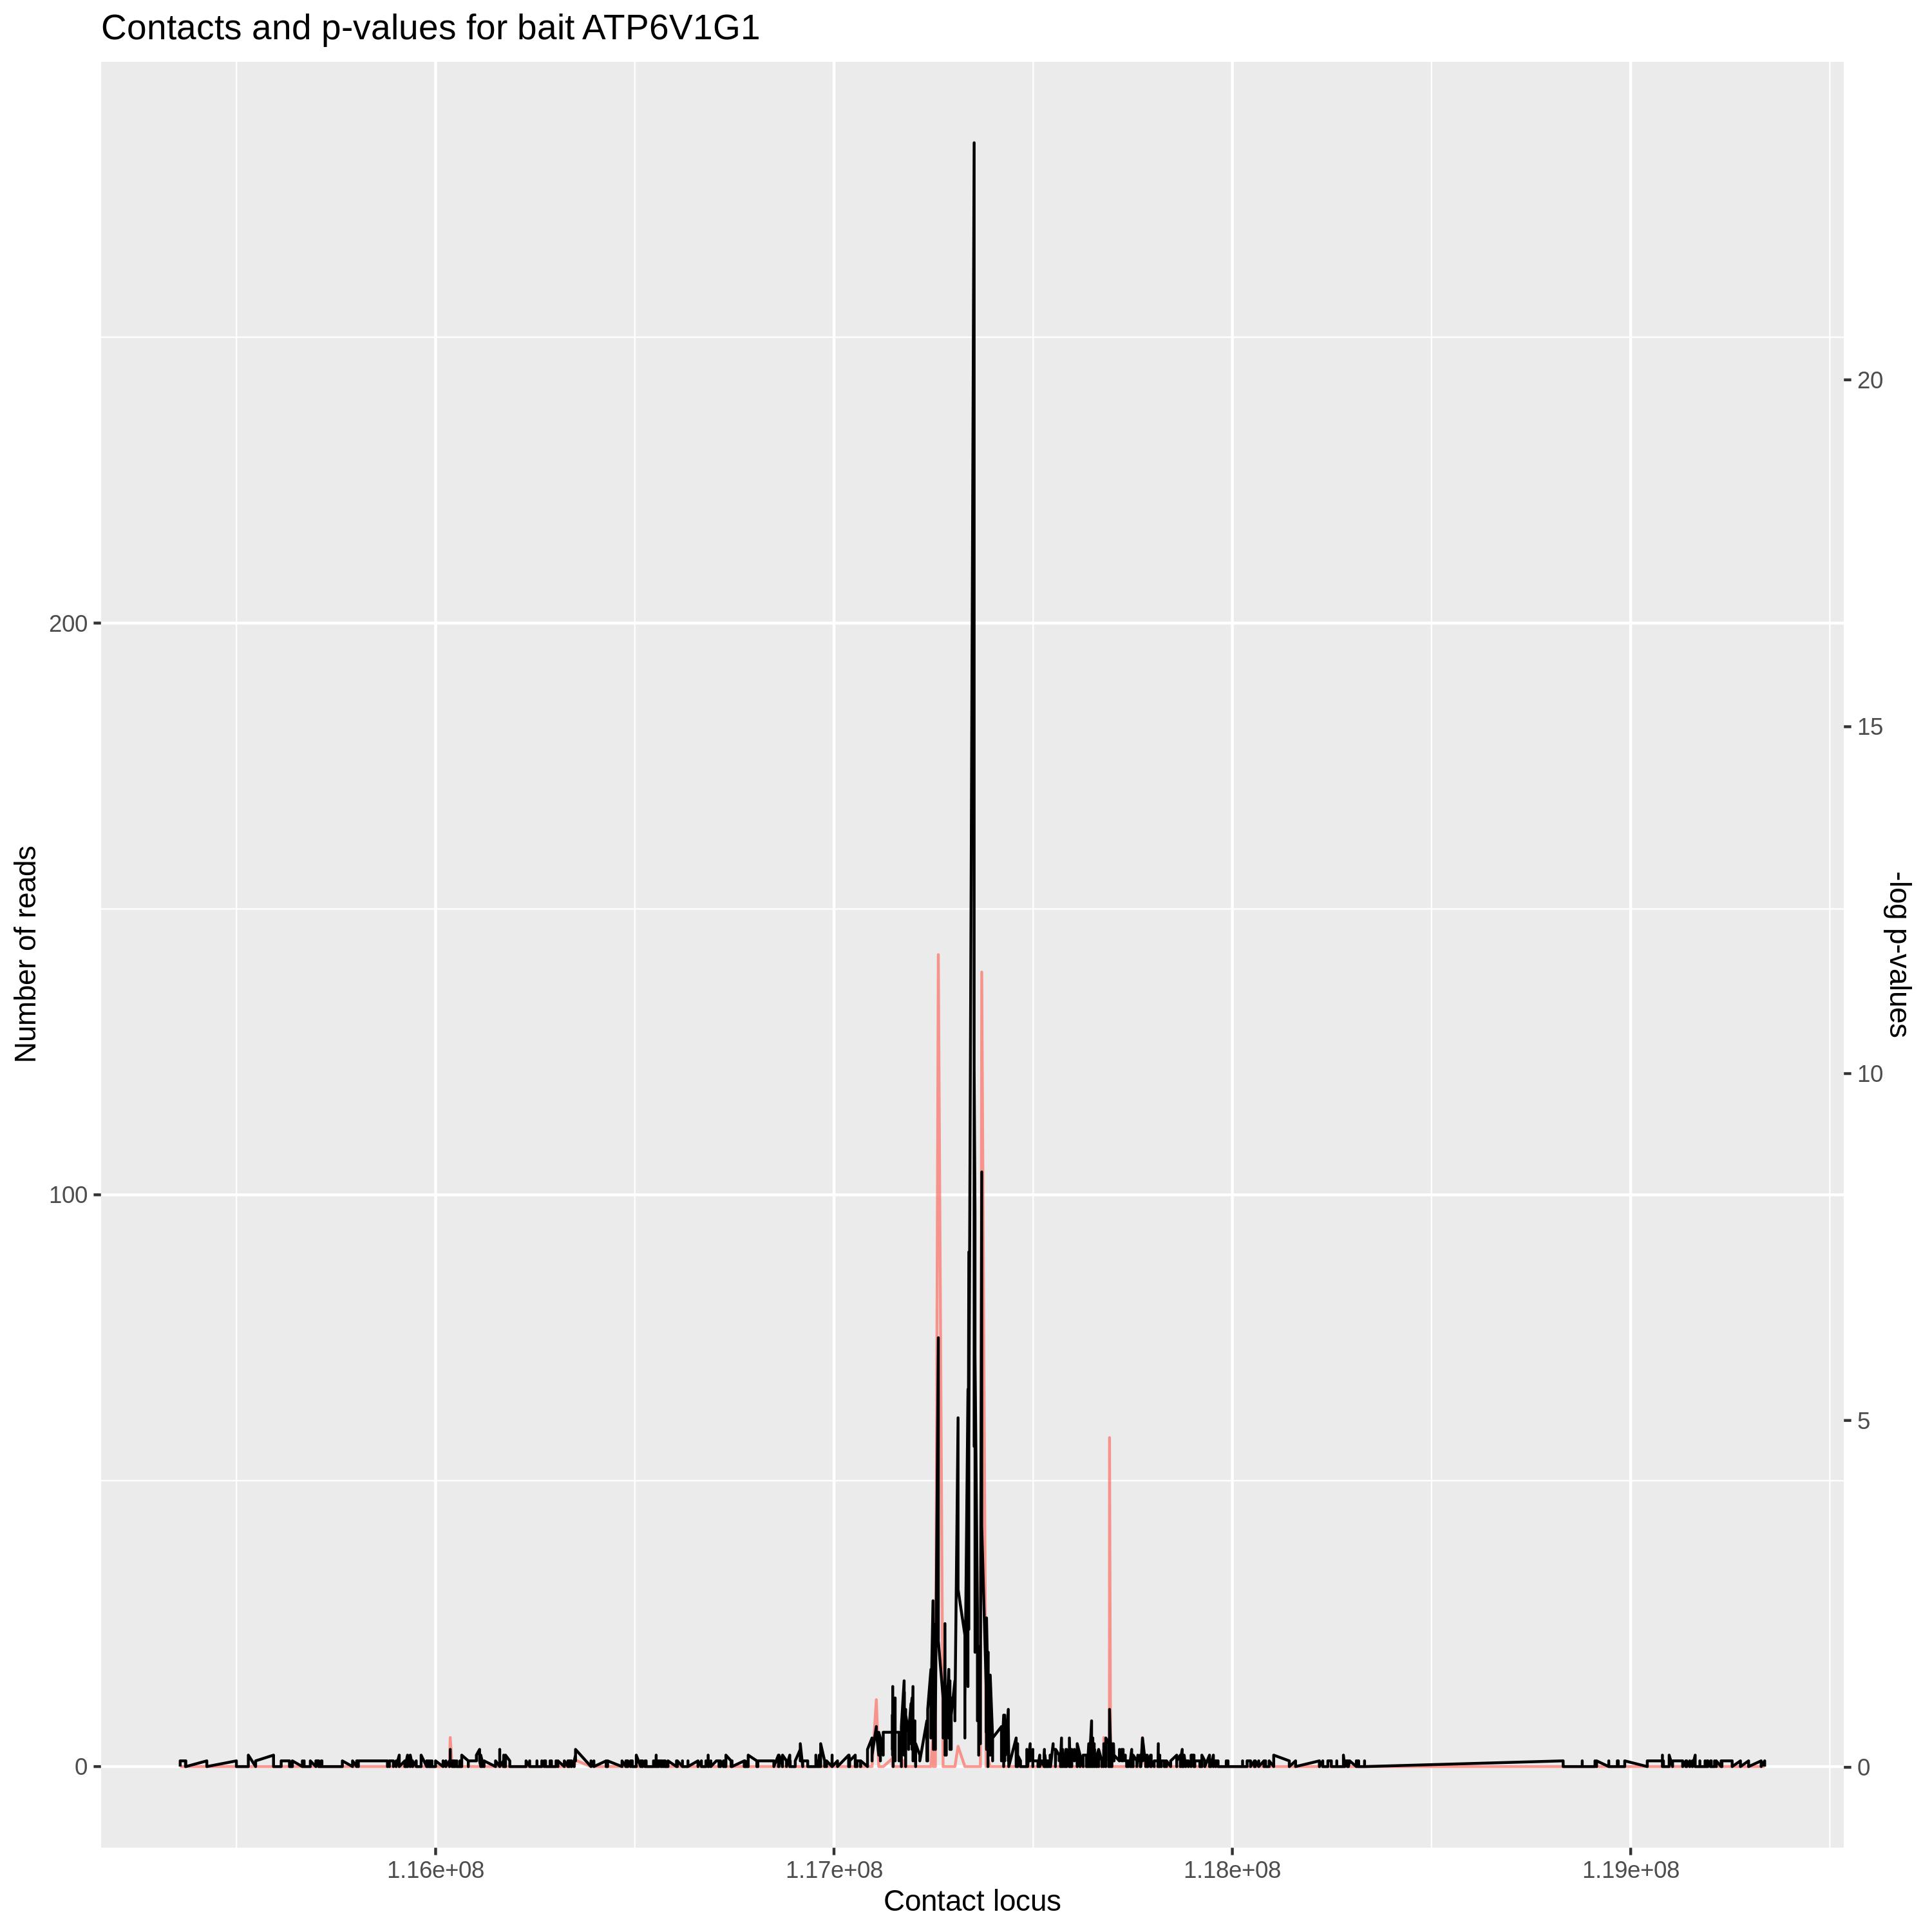 Contacts and p-values for bait ATP6V1G1
Number of reads
200
100
0
20
15
10
5
0
-log p-values
1.16e+08
1.17e+08
1.18e+08
1.19e+08
Contact locus